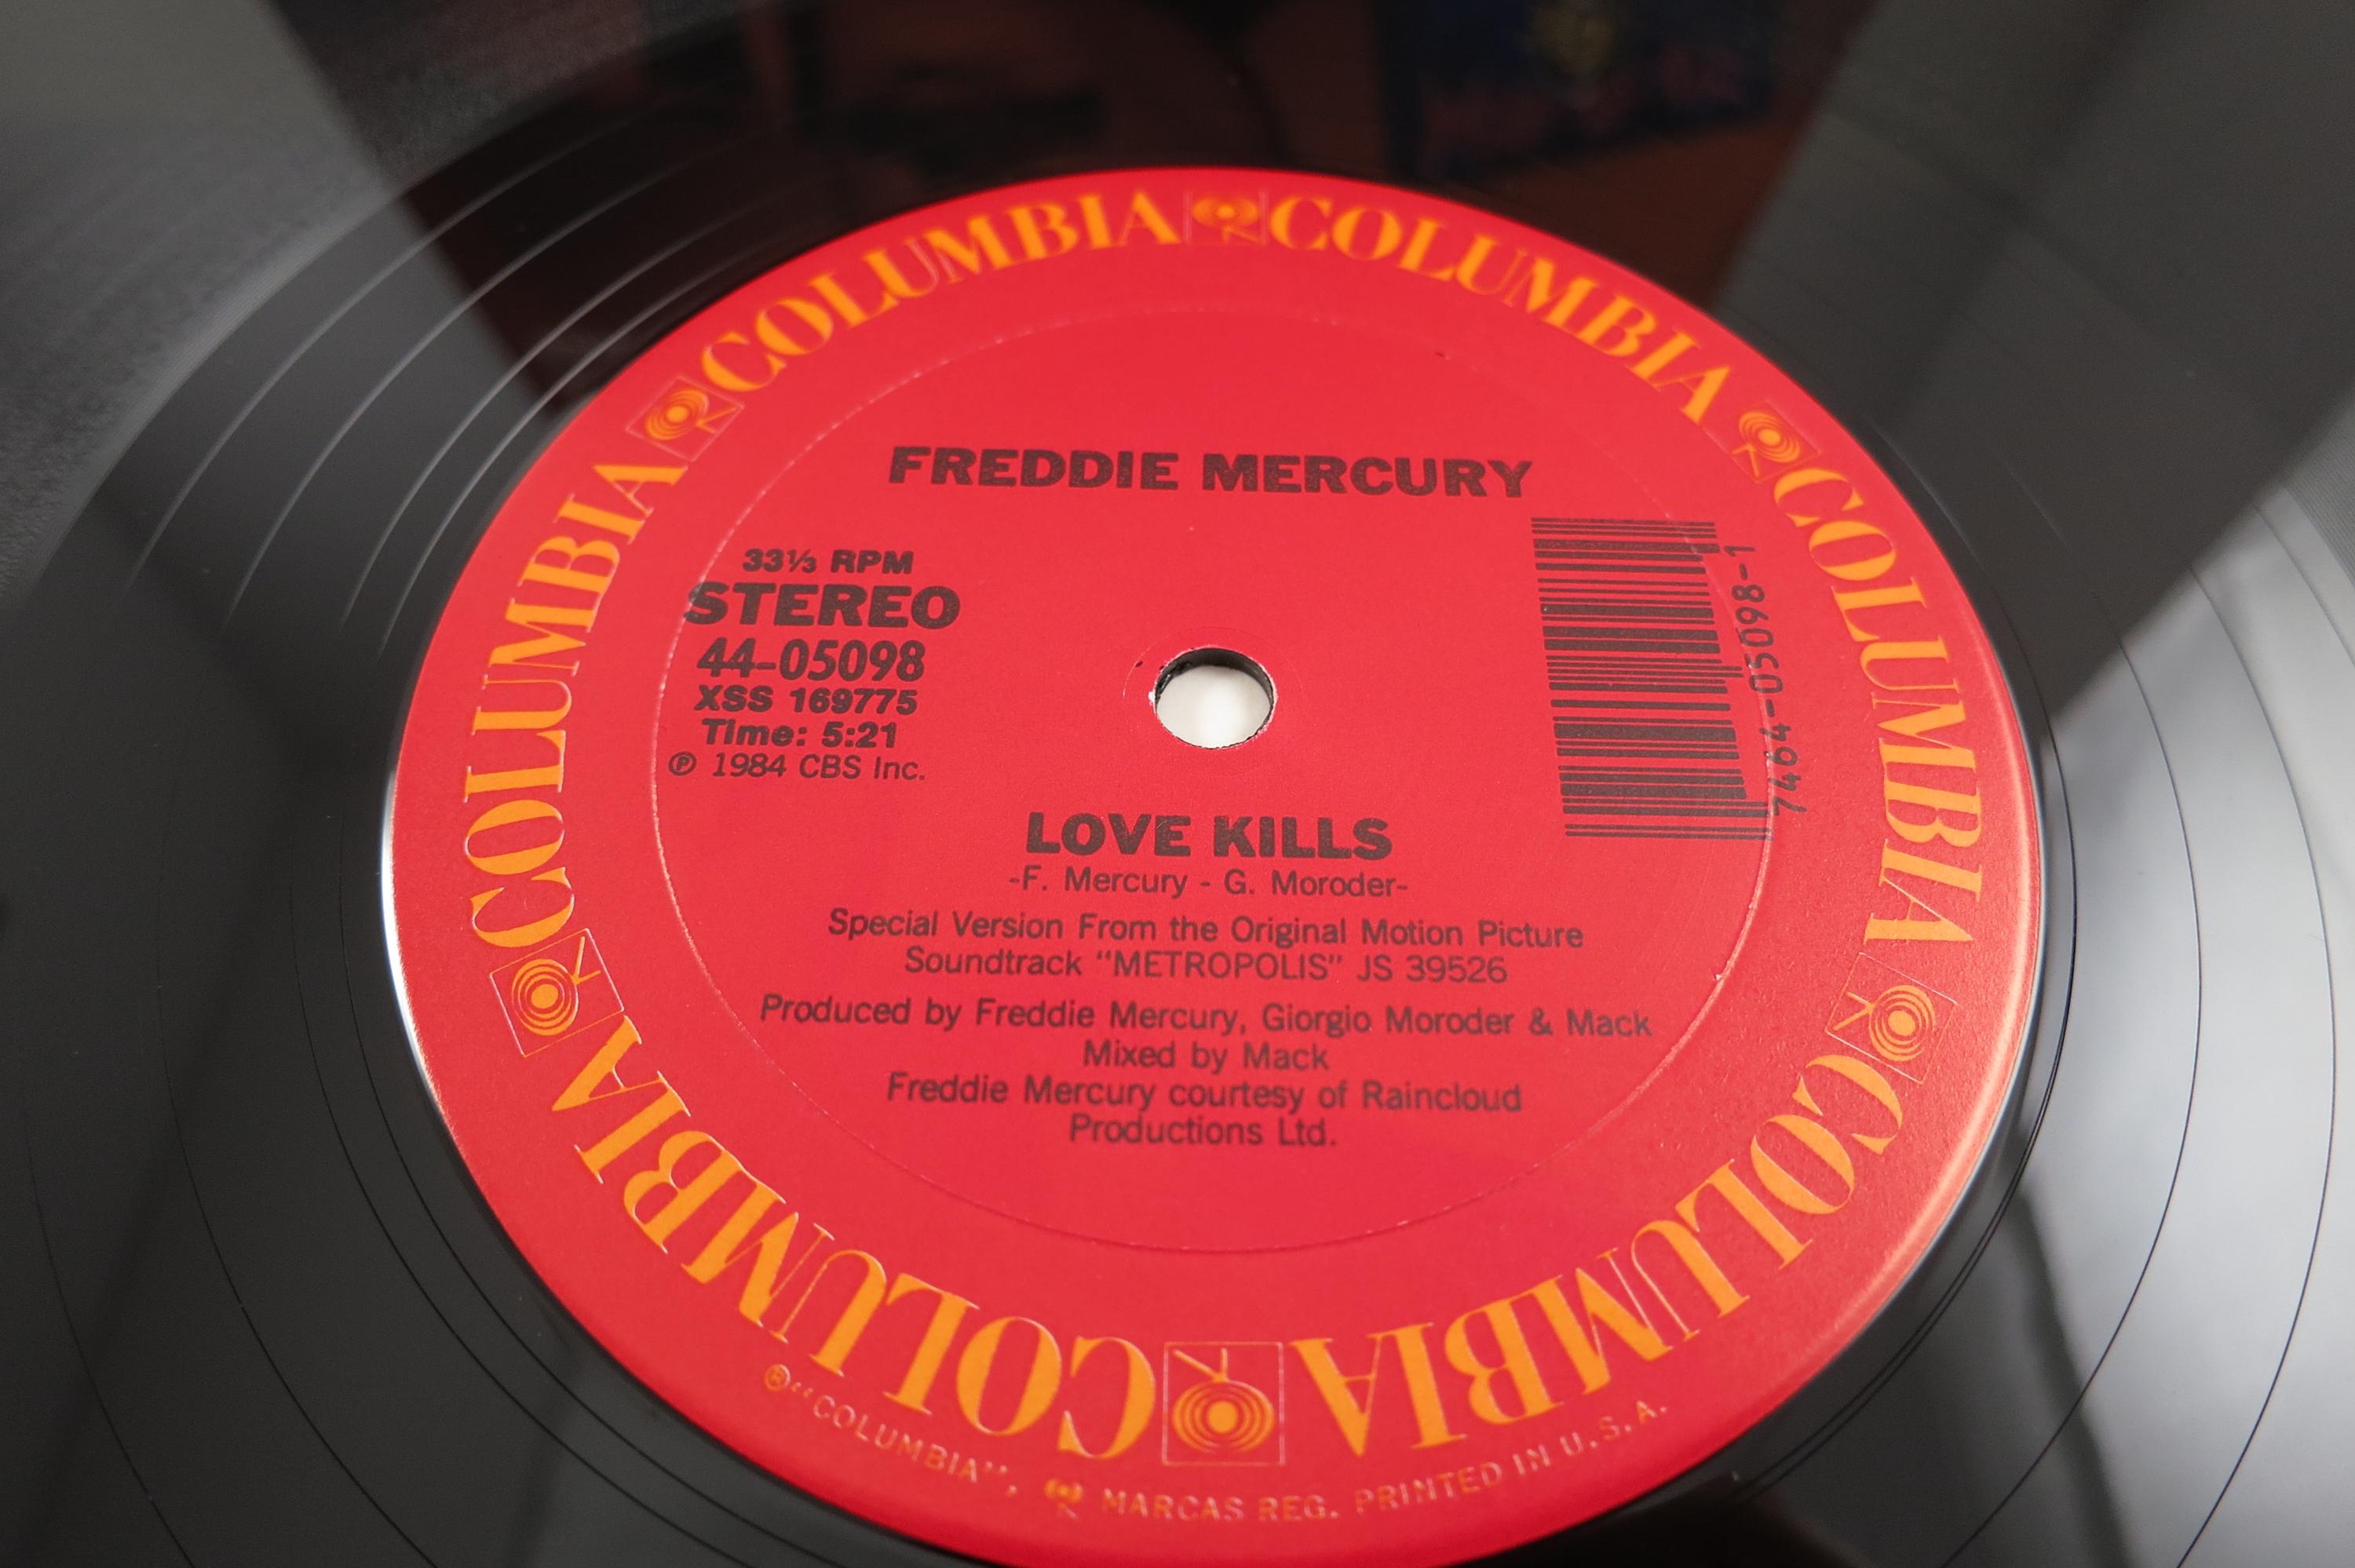 COLUMBIA COLUMBIA COLUMBIA COLUMBIA COLUMBIA COLUMBIA
FREDDIE MERCURY
33⅓ RPM
STEREO
44-05098
XSS 169775
Time: 5:21
℗ 1984 CBS Inc.
7464-05098-1
LOVE KILLS
-F. Mercury - G. Moroder-
Special Version From the Original Motion Picture
Soundtrack "METROPOLIS" JS 39526
Produced by Freddie Mercury, Giorgio Moroder & Mack
Mixed by Mack
Freddie Mercury courtesy of Raincloud
Productions Ltd.
®"COLUMBIA", MARCAS REG. PRINTED IN U.S.A.